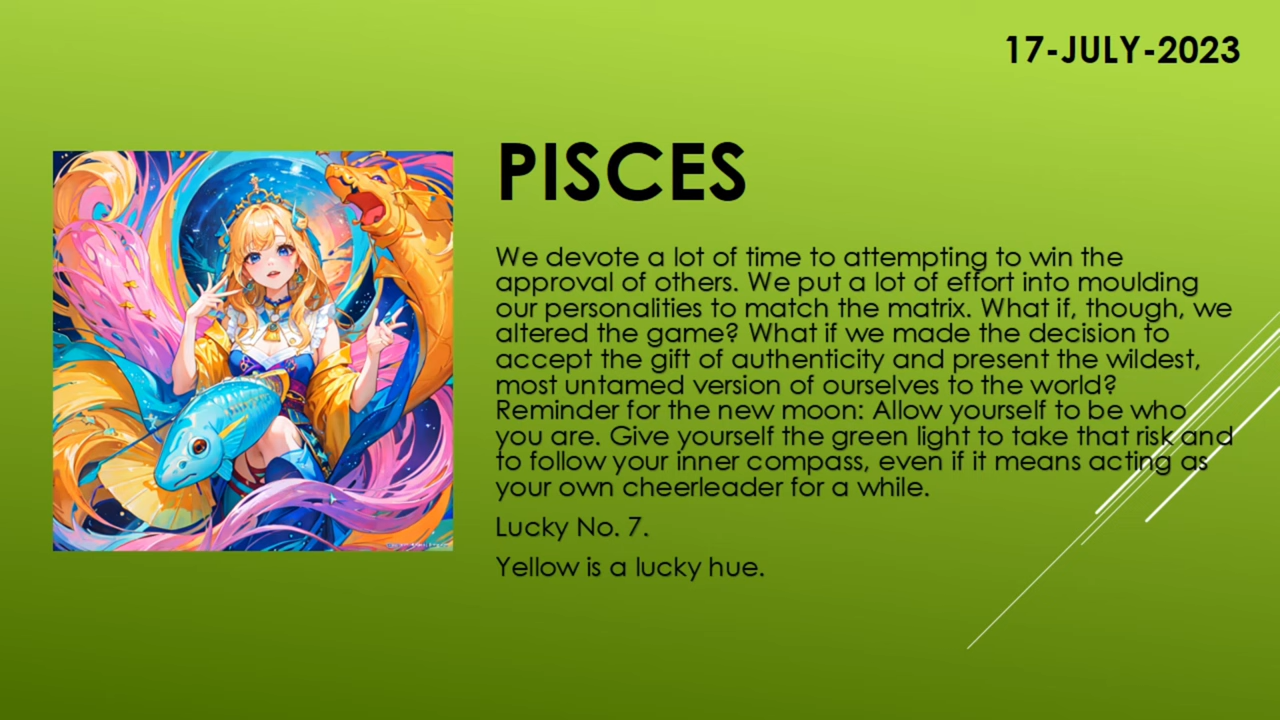 17-JULY-2023
PISCES
We devote a lot of time to attempting to win the
approval of others. We put a lot of effort into moulding
our personalities to match the matrix. What if, though, we
altered the game? What if we made the decision to
accept the gift of authenticity and present the wildest,
most untamed version of ourselves to the world?
Reminder for the new moon: Allow yourself to be who
you are. Give yourself the green light to take that risk and
to follow your inner compass, even if it means acting as
your own cheerleader for a while.
Lucky No. 7.
Yellow is a lucky hue.